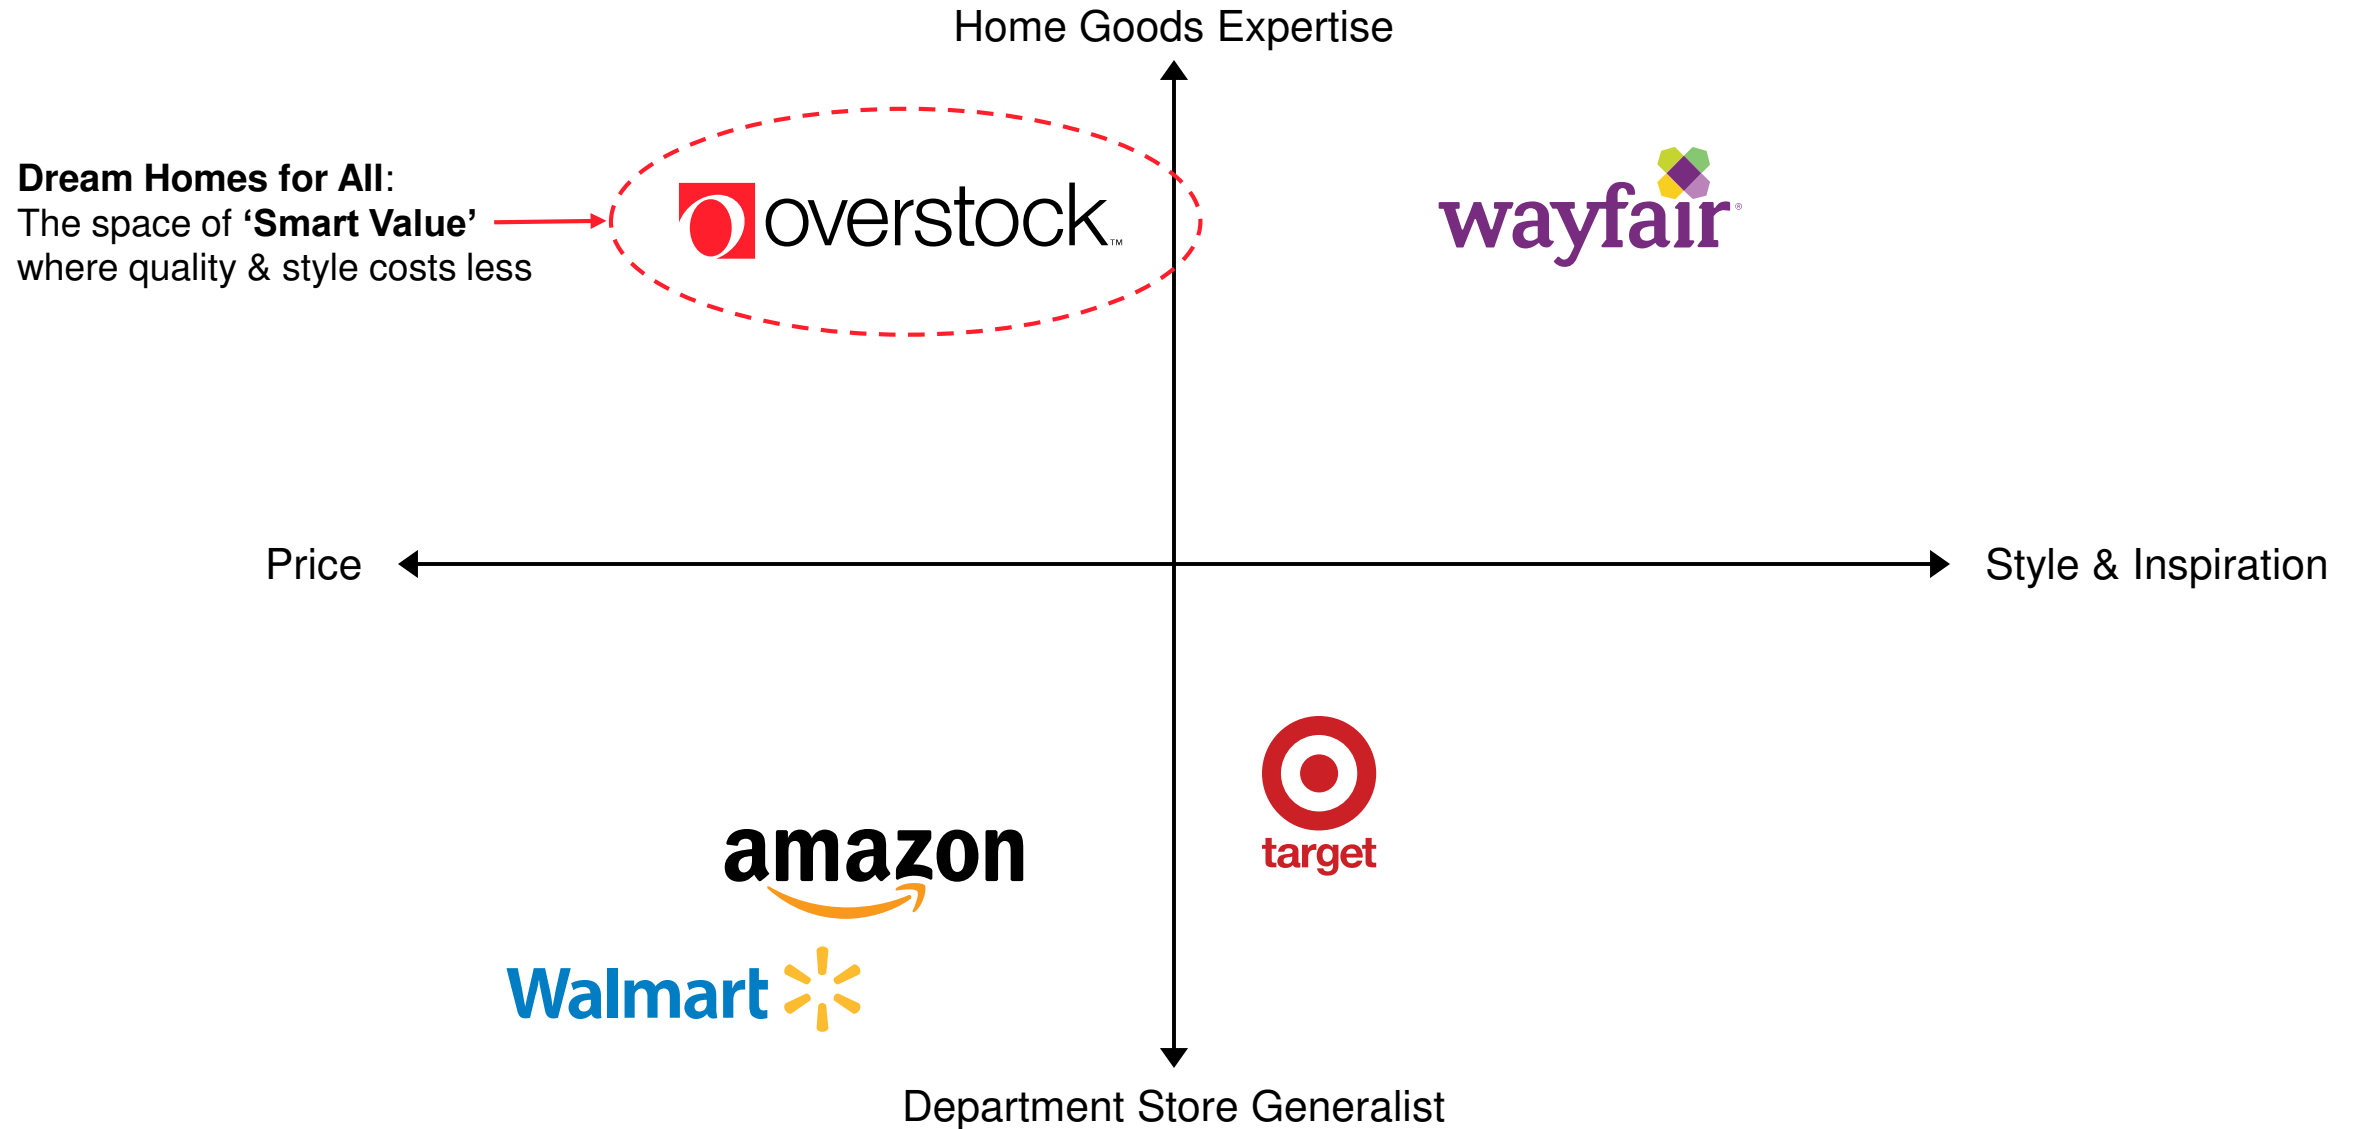 Home Goods Expertise
Dream Homes for All:
The space of ‘Smart Value’
where quality & style costs less
overstock™
wayfair®
Price
Style & Inspiration
target
amazon
Walmart
Department Store Generalist